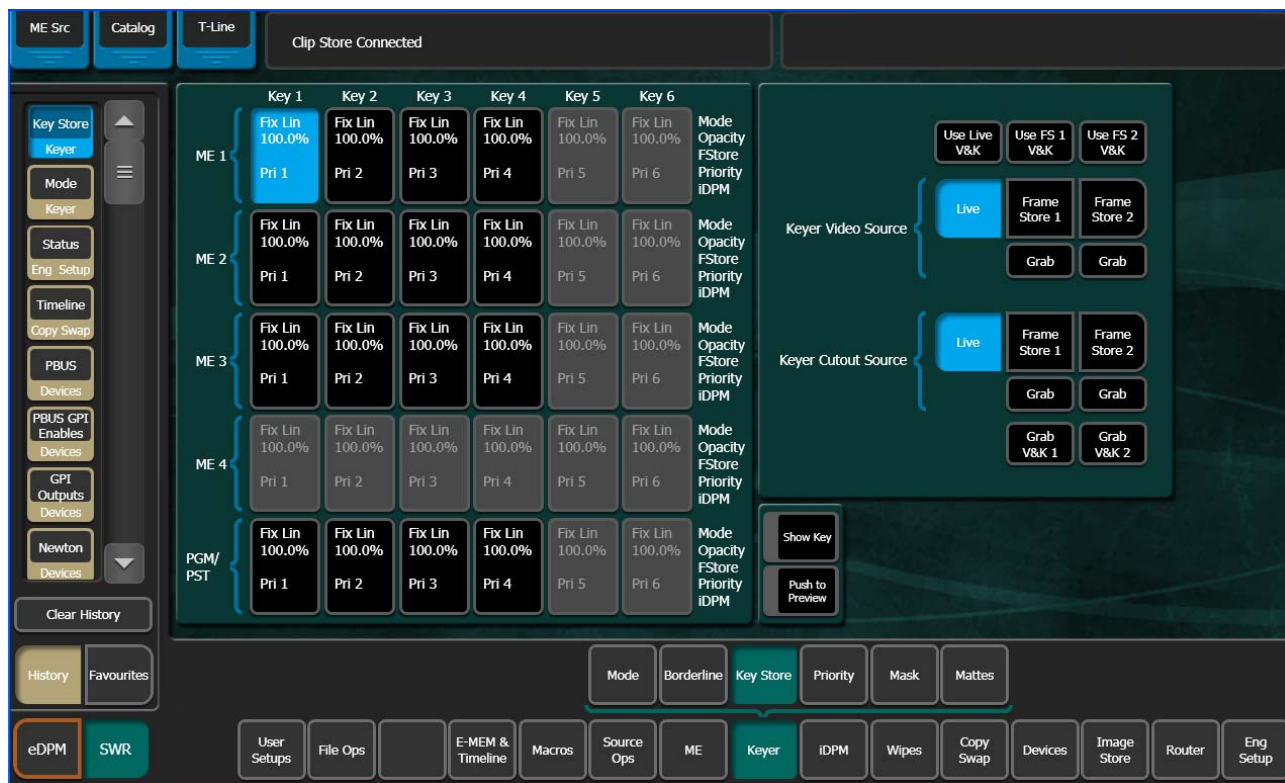 ME Src
Catalog
T-Line
Clip Store Connected
Key Store
Keyer
Mode
Keyer
Status
Eng Setup
Timeline
Copy Swap
PBUS
Devices
PBUS GPI
Enables
Devices
GPI
Outputs
Devices
Newton
Devices
Clear History
History
Favourites
eDPM
SWR
Key 1 Key 2 Key 3 Key 4 Key 5 Key 6
ME 1
Fix Lin Fix Lin Fix Lin Fix Lin Fix Lin Fix Lin Mode
100.0% 100.0% 100.0% 100.0% 100.0% 100.0% Opacity
FStore
Pri 1 Pri 2 Pri 3 Pri 4 Pri 5 Pri 6 Priority
iDPM
ME 2
Fix Lin Fix Lin Fix Lin Fix Lin Fix Lin Fix Lin Mode
100.0% 100.0% 100.0% 100.0% 100.0% 100.0% Opacity
FStore
Pri 1 Pri 2 Pri 3 Pri 4 Pri 5 Pri 6 Priority
iDPM
ME 3
Fix Lin Fix Lin Fix Lin Fix Lin Fix Lin Fix Lin Mode
100.0% 100.0% 100.0% 100.0% 100.0% 100.0% Opacity
FStore
Pri 1 Pri 2 Pri 3 Pri 4 Pri 5 Pri 6 Priority
iDPM
ME 4
Fix Lin Fix Lin Fix Lin Fix Lin Fix Lin Fix Lin Mode
100.0% 100.0% 100.0% 100.0% 100.0% 100.0% Opacity
FStore
Pri 1 Pri 2 Pri 3 Pri 4 Pri 5 Pri 6 Priority
iDPM
PGM/
PST
Fix Lin Fix Lin Fix Lin Fix Lin Fix Lin Fix Lin Mode
100.0% 100.0% 100.0% 100.0% 100.0% 100.0% Opacity
FStore
Pri 1 Pri 2 Pri 3 Pri 4 Pri 5 Pri 6 Priority
iDPM
Use Live
V&K
Use FS 1
V&K
Use FS 2
V&K
Keyer Video Source
Live
Frame
Store 1
Frame
Store 2
Grab
Grab
Keyer Cutout Source
Live
Frame
Store 1
Frame
Store 2
Grab
Grab
Grab
V&K 1
Grab
V&K 2
Show Key
Push to
Preview
Mode
Borderline
Key Store
Priority
Mask
Mattes
User
Setups
File Ops
E-MEM &
Timeline
Macros
Source
Ops
ME
Keyer
iDPM
Wipes
Copy
Swap
Devices
Image
Store
Router
Eng
Setup